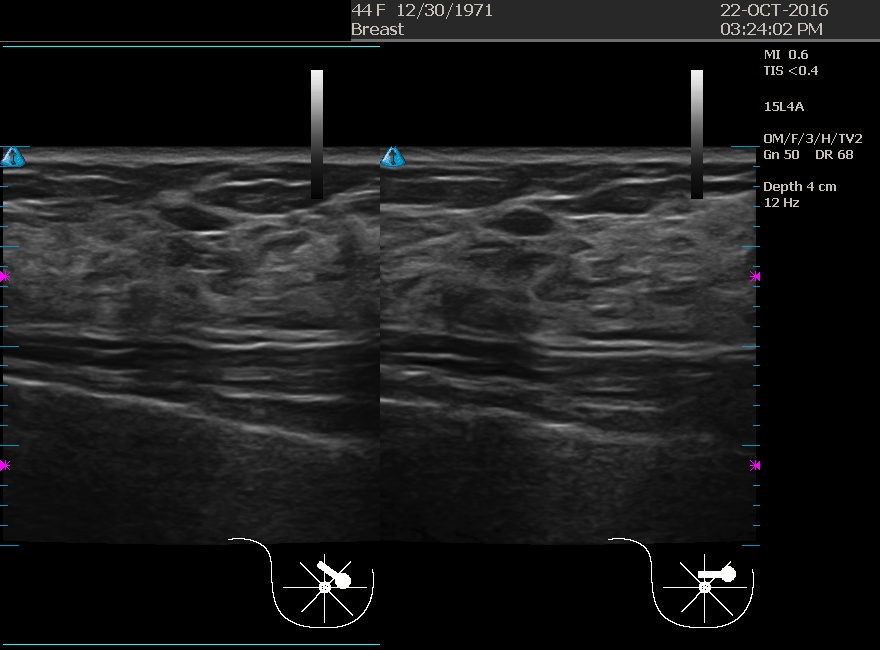 44 F 12/30/1971
Breast
22-OCT-2016
03:24:02 PM
MI 0.6
TIS <0.4
15L4A
OM/F/3/H/TV2
Gn 50 DR 68
Depth 4 cm
12 Hz